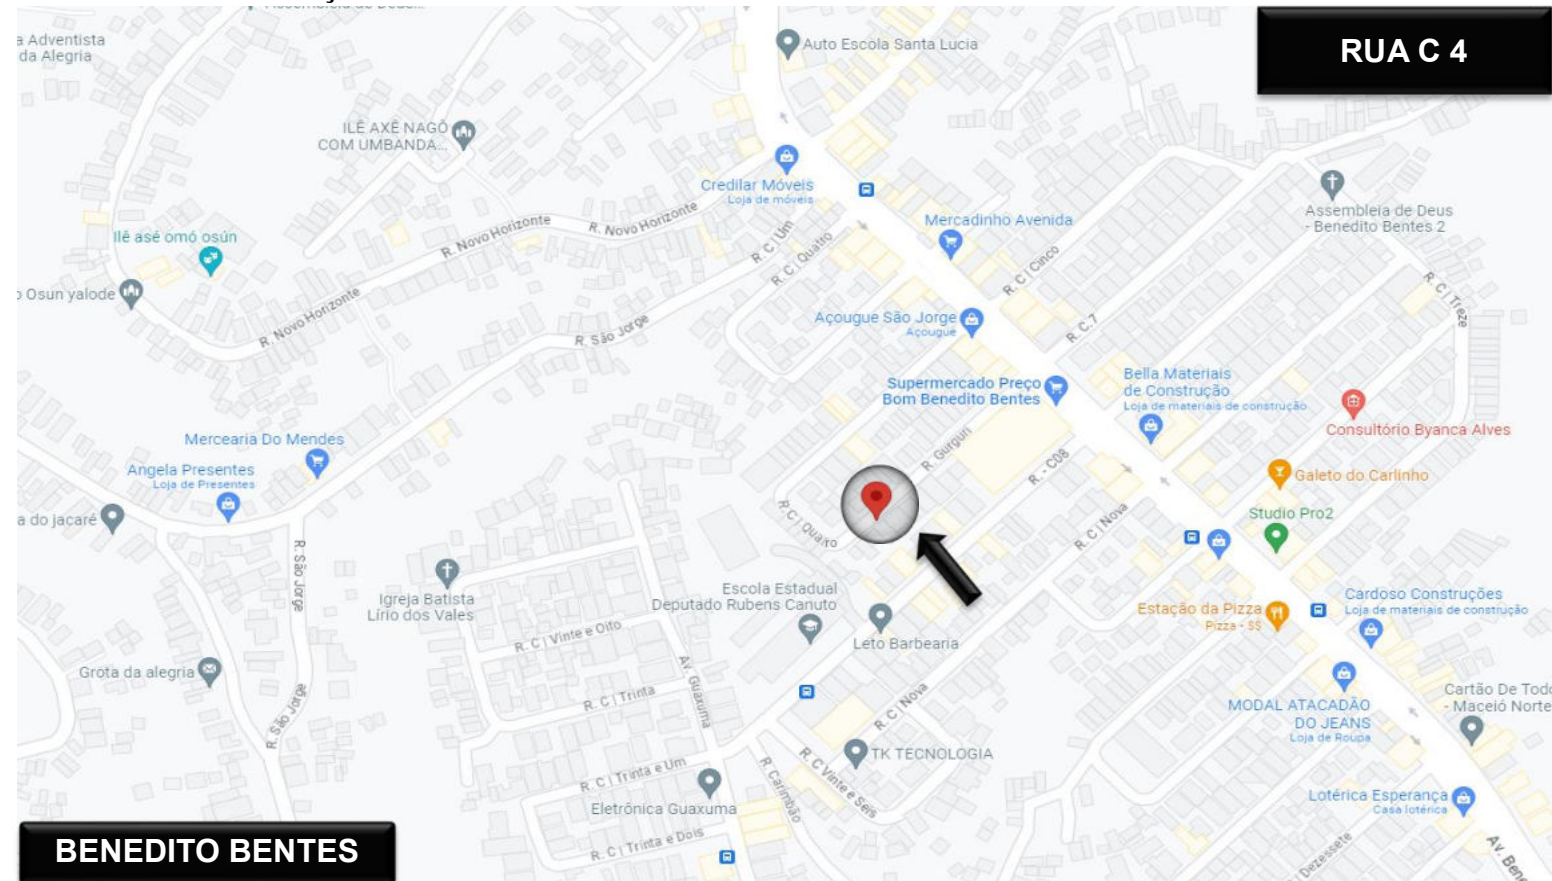 a Adventista
da Alegria
Auto Escola Santa Lucia
RUA C 4
ILÊ AXÊ NAGÔ
COM UMBANDA...
Credilar Móveis
Loja de móveis
Mercadinho Avenida
Assembleia de Deus
- Benedito Bentes 2
Ilê asé omó osún
R. Novo Horizonte
R. Novo Horizonte
R. C | Um
R. C | Quatro
R. C | Cinco
R. C | Treze
o Osun yalode
R. Novo Horizonte
R. São Jorge
Açougue São Jorge
Açougue
R. C.7
Supermercado Preço
Bom Benedito Bentes
Bella Materiais
de Construção
Loja de materiais de construção
Consultório Byanca Alves
Mercearia Do Mendes
Angela Presentes
Loja de Presentes
R. Gurguri
R. - C08
Galeto do Carlinho
a do jacaré
R. C | Quatro
R. C | Nova
Studio Pro2
R. São Jorge
Igreja Batista
Lírio dos Vales
Escola Estadual
Deputado Rubens Canuto
Leto Barbearia
Estação da Pizza
Pizza · $$
Cardoso Construções
Loja de materiais de construção
R. C | Vinte e Oito
Grota da alegria
R. C | Trinta
Av. Guaxuma
R. C | Nova
R. São Jorge
MODAL ATACADÃO
DO JEANS
Loja de Roupa
Cartão De Todo
- Maceió Norte
TK TECNOLOGIA
R. C | Trinta e Um
R. Carimbão
R. C Vinte e Seis
Eletrônica Guaxuma
Lotérica Esperança
Casa lotérica
R. C | Trinta e Dois
Dezessete
Av. Bene
BENEDITO BENTES